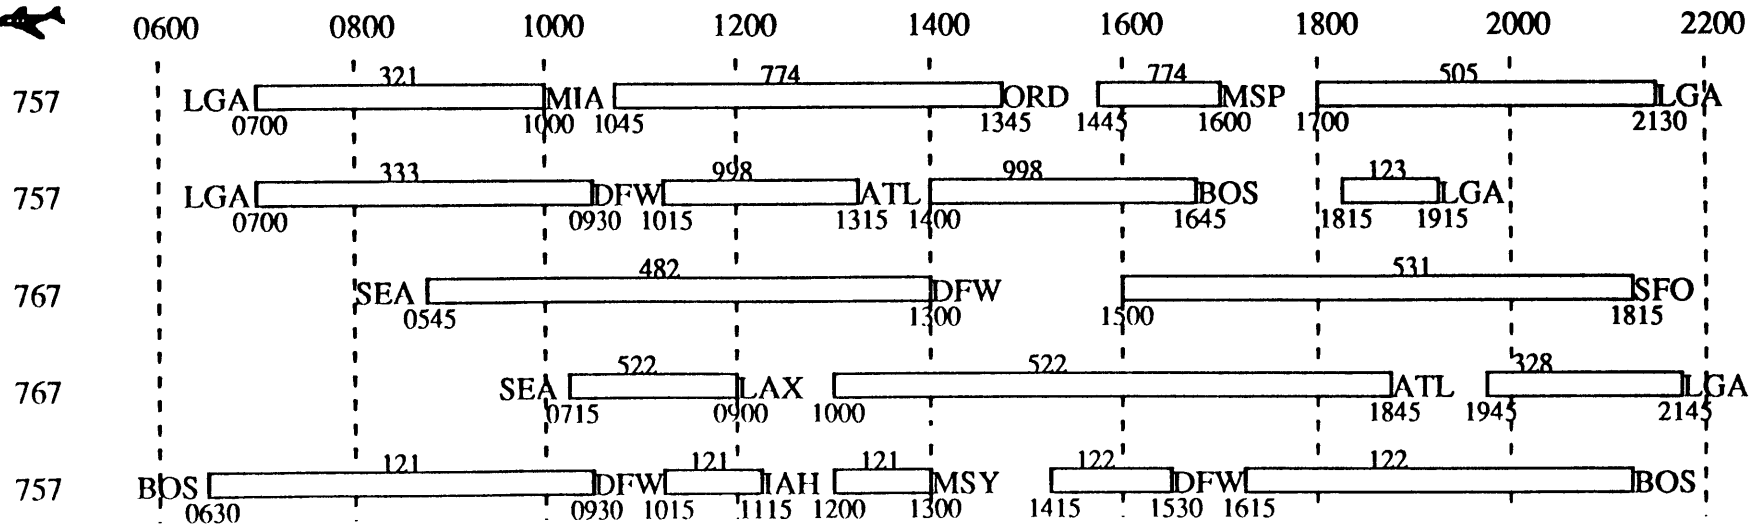 0600 0800 1000 1200 1400 1600 1800 2000 2200
321 774 774 505
757 LGA MIA ORD MSP LGA
0700 1000 1045 1345 1445 1600 1700 2130
333 998 998 123
757 LGA DFW ATL BOS LGA
0700 0930 1015 1315 1400 1645 1815 1915
482 531
767 SEA DFW SFO
0545 1300 1500 1815
522 522 328
767 SEA LAX ATL LGA
0715 0900 1000 1845 1945 2145
121 121 121 122 122
757 BOS DFW IAH MSY DFW BOS
0630 0930 1015 1115 1200 1300 1415 1530 1615